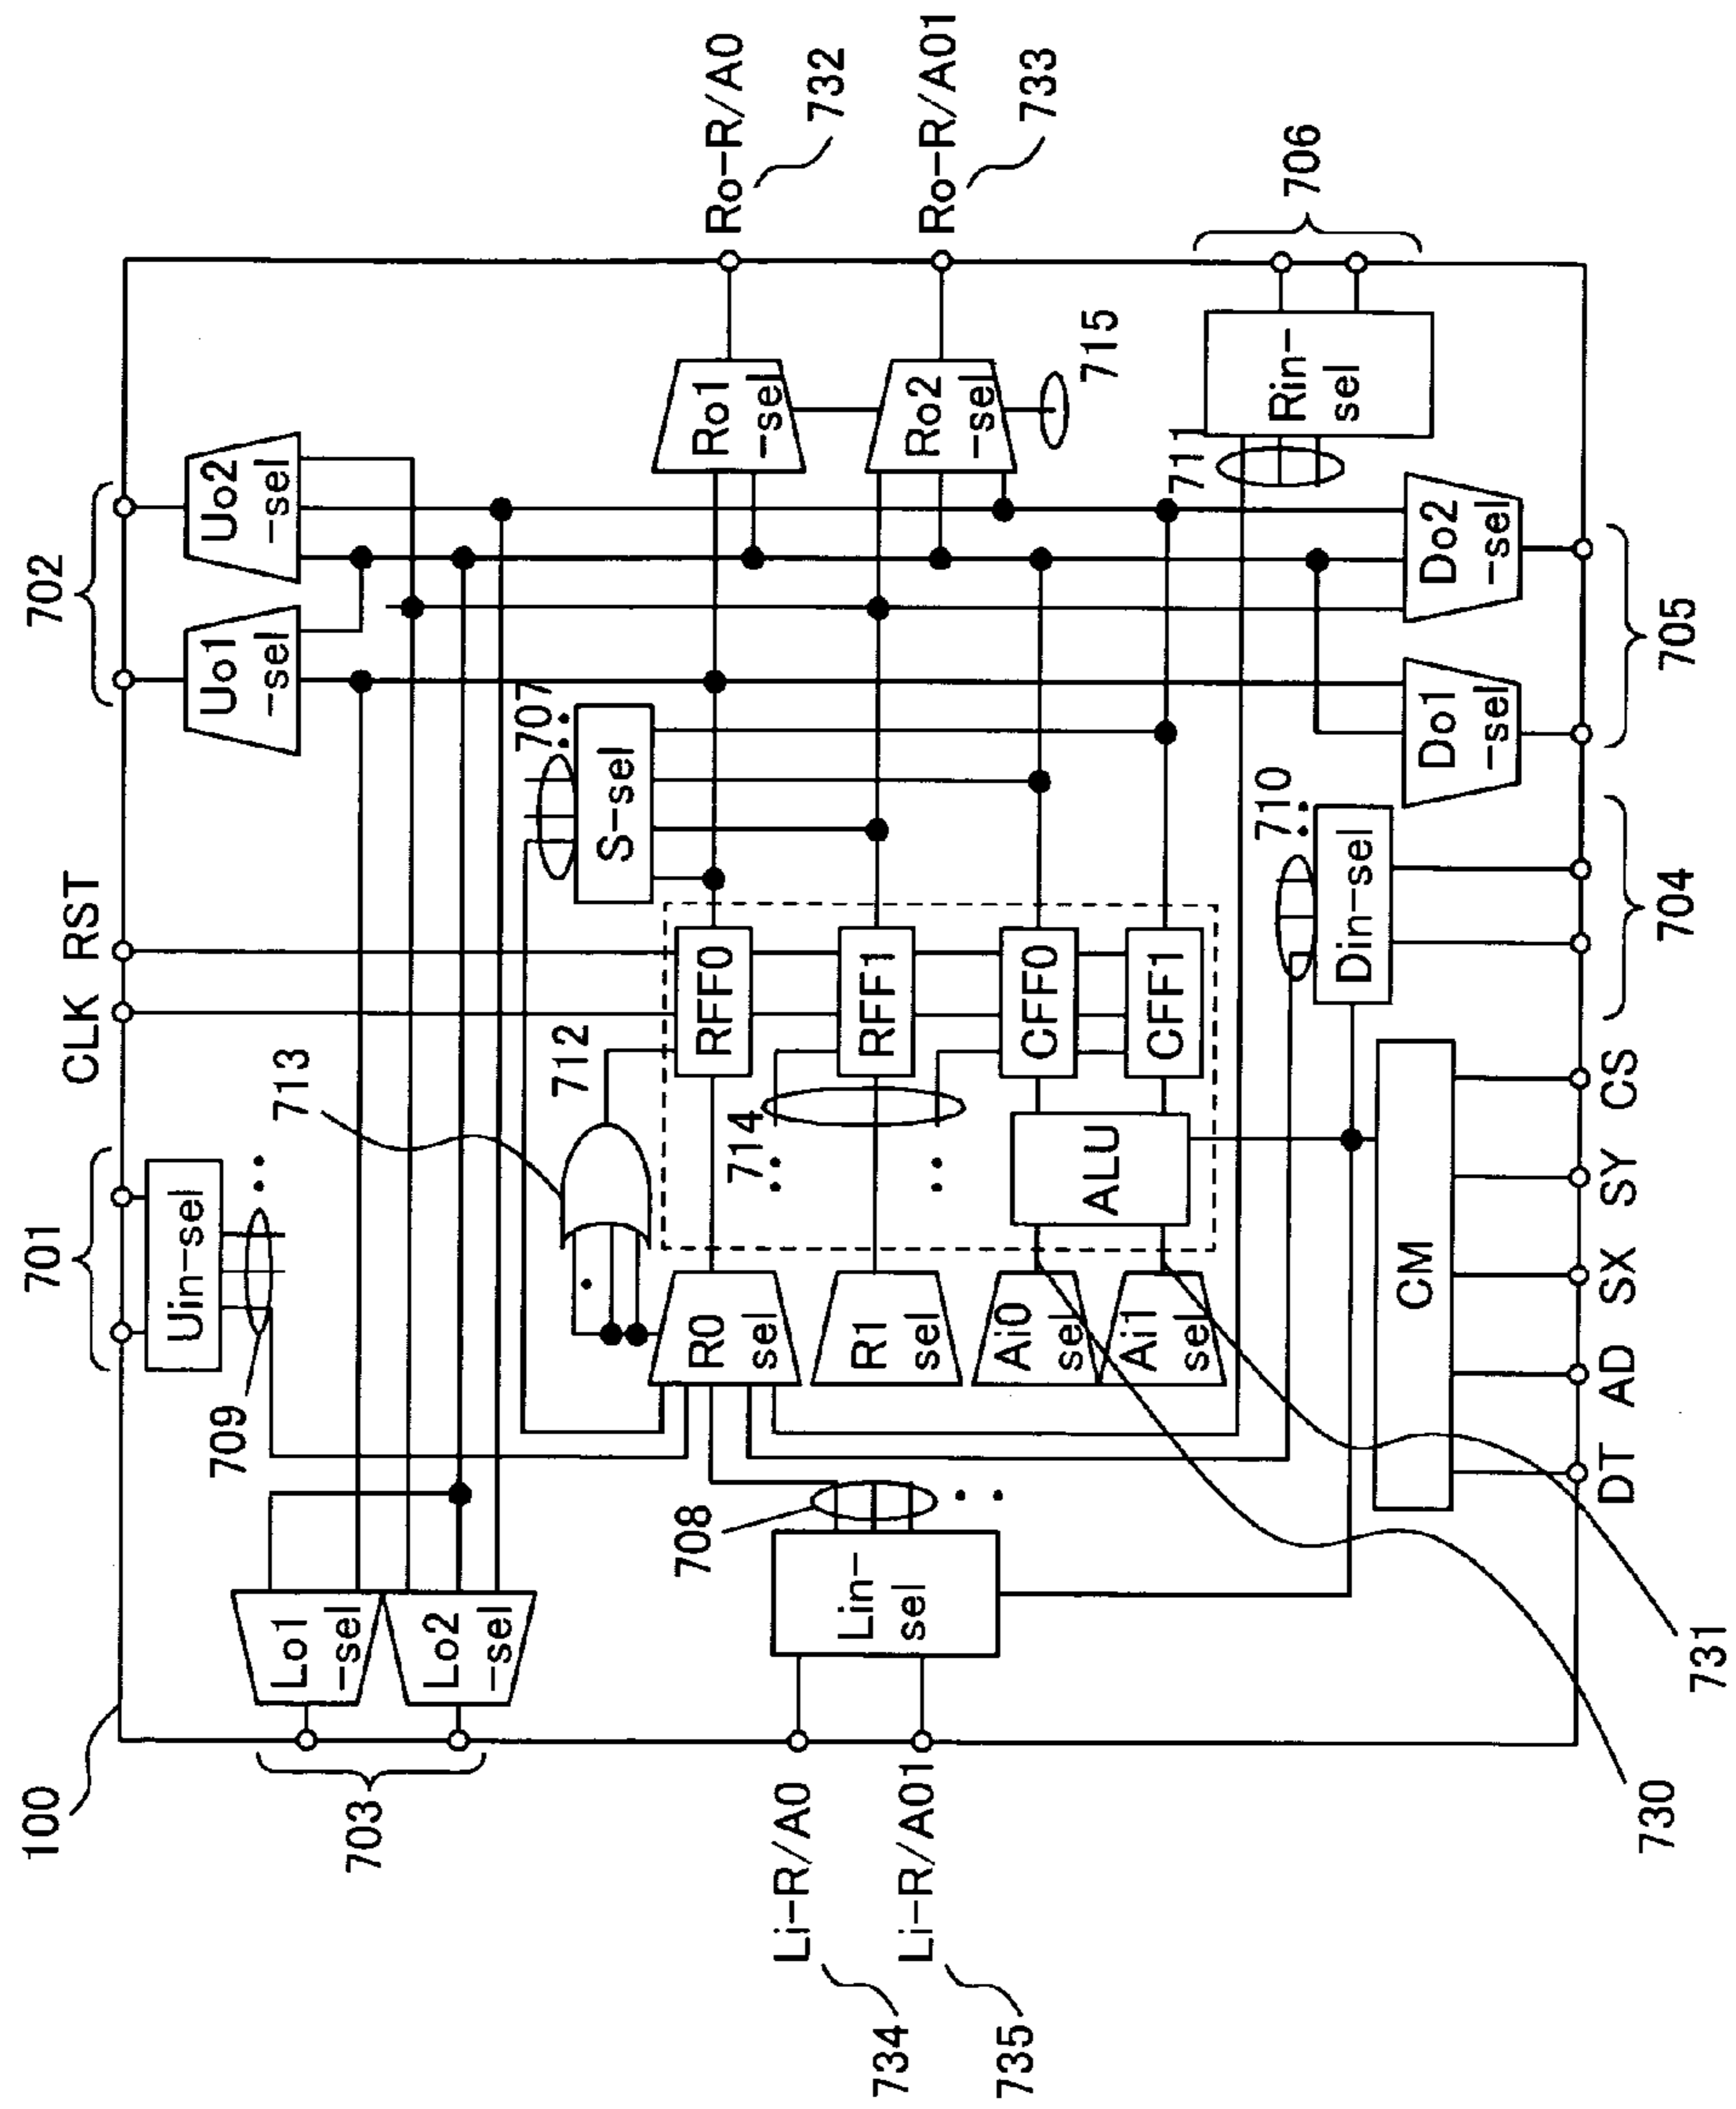 100
701
Uin-sel
709
CLK
RST
702
Uo1
-sel
Uo2
-sel
703
Lo1
-sel
Lo2
-sel
713
712
707
S-sel
Ro1
-sel
Ro2
-sel
Ro-R/A0
732
Ro-R/A01
733
715
706
Rin-
sel
711
R0
sel
R1
sel
Ai0
sel
Ai1
sel
714
RFF0
RFF1
CFF0
CFF1
ALU
708
Lin-
sel
Li-R/A0
734
Li-R/A01
735
710
Din-sel
704
Do1
-sel
Do2
-sel
705
CM
DT
AD
SX
SY
CS
730
731